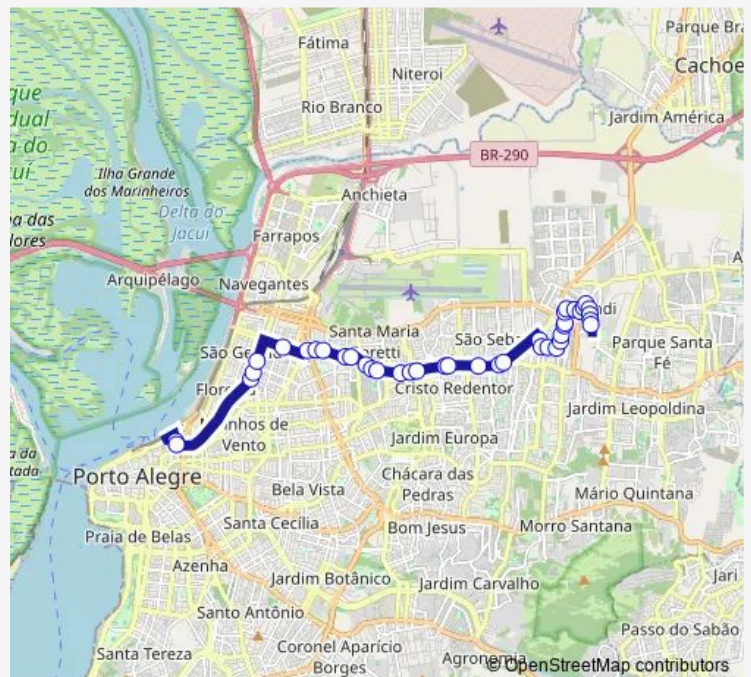 Parque Bra
Fátima
Cachoe
Niteroi
que
dual
a do
uí
Rio Branco
Jardim América
BR-290
Ilha Grande
dos Marinheiros
Anchieta
Delta do
Jacuí
a das
lores
Farrapos
A
Arquipélago
Navegantes
ndi
Santa Maria
São Seba
São Ge
retti
Parque Santa
Fé
Flores
Cristo Redentor
Jardim Leopoldina
nhos de
Vento
Jardim Europa
a da
tada
Porto Alegre
Chácara das
Pedras
Bela Vista
Mário Quintana
Santa Cecília
Bom Jesus
Morro Santana
Praia de Belas
Azenha
Jardim Botânico
Jardim Carvalho
Jari
Santo Antônio
Passo do Sabão
Coronel Aparicio
Borges
Santa Tereza
Agronomia
© OpenStreetMap contributors